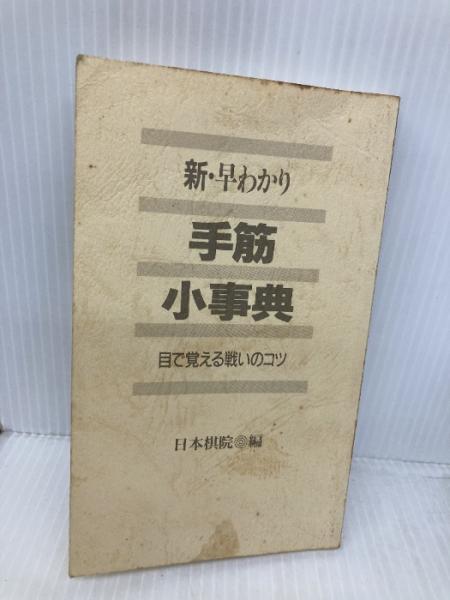 新・早わかり
手筋
小事典
目で覚える戦いのコツ
日本棋院◎編